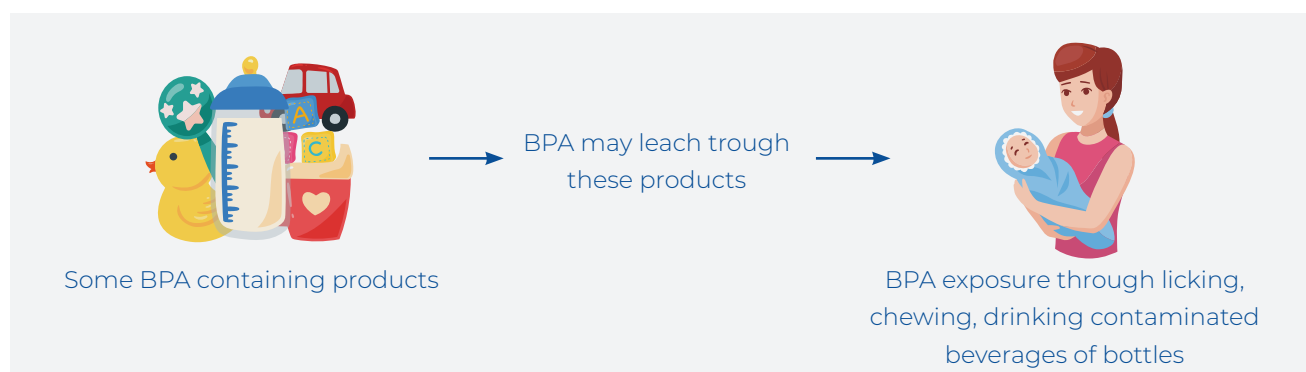 A
C
BPA may leach trough
these products
Some BPA containing products
BPA exposure through licking,
chewing, drinking contaminated
beverages of bottles